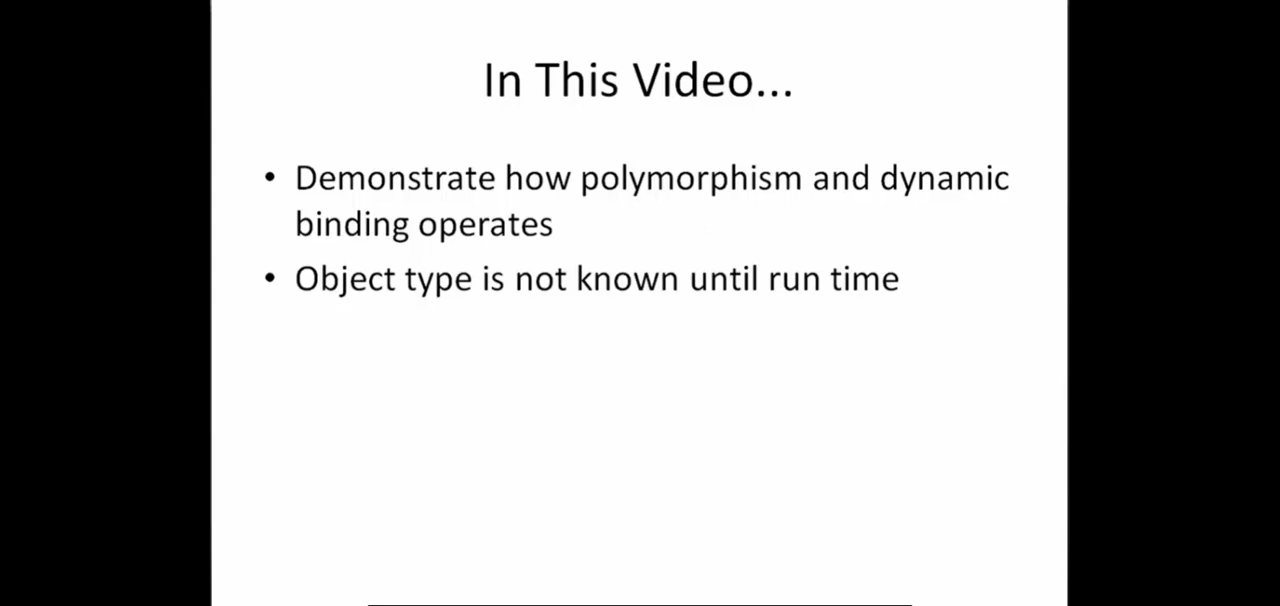 In This Video...
• Demonstrate how polymorphism and dynamic
binding operates
• Object type is not known until run time